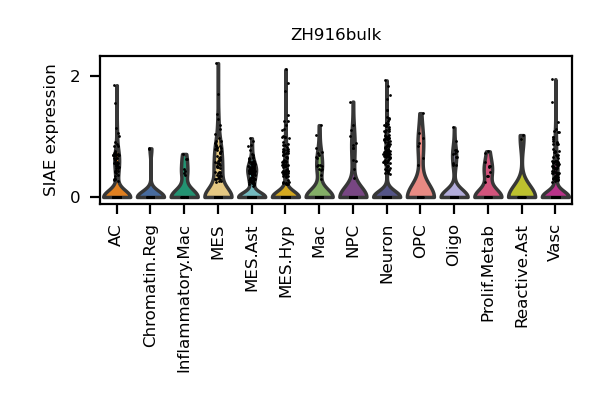 ZH916bulk
SIAE expression
2
0
AC
Chromatin.Reg
Inflammatory.Mac
MES
MES.Ast
MES.Hyp
Mac
NPC
Neuron
OPC
Oligo
Prolif.Metab
Reactive.Ast
Vasc